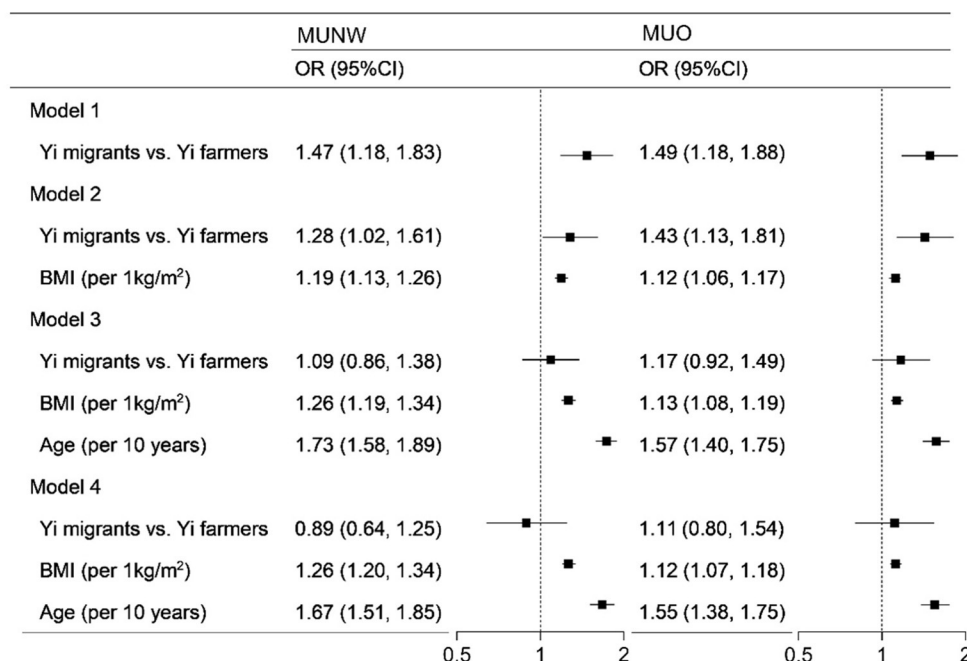 MUNW MUO
OR (95%CI) OR (95%CI)
Model 1
Yi migrants vs. Yi farmers 1.47 (1.18, 1.83) 1.49 (1.18, 1.88)
Model 2
Yi migrants vs. Yi farmers 1.28 (1.02, 1.61) 1.43 (1.13, 1.81)
BMI (per 1kg/m²) 1.19 (1.13, 1.26) 1.12 (1.06, 1.17)
Model 3
Yi migrants vs. Yi farmers 1.09 (0.86, 1.38) 1.17 (0.92, 1.49)
BMI (per 1kg/m²) 1.26 (1.19, 1.34) 1.13 (1.08, 1.19)
Age (per 10 years) 1.73 (1.58, 1.89) 1.57 (1.40, 1.75)
Model 4
Yi migrants vs. Yi farmers 0.89 (0.64, 1.25) 1.11 (0.80, 1.54)
BMI (per 1kg/m²) 1.26 (1.20, 1.34) 1.12 (1.07, 1.18)
Age (per 10 years) 1.67 (1.51, 1.85) 1.55 (1.38, 1.75)
0.5 1 2 0.5 1 2